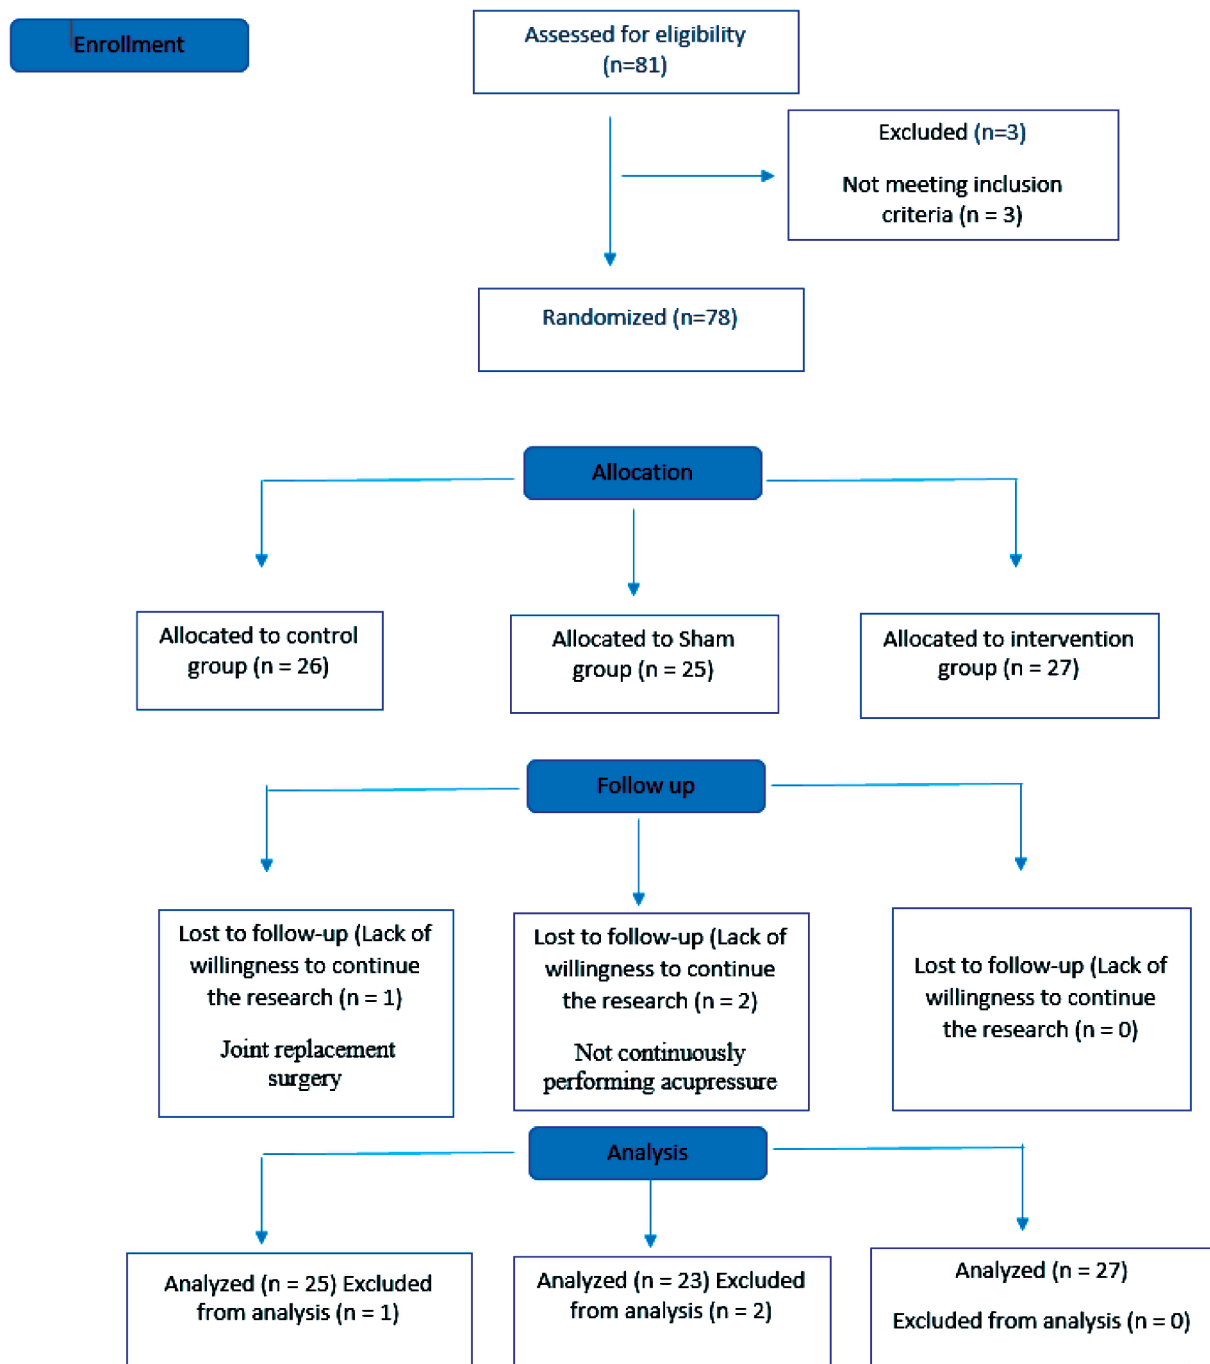 Enrollment
Assessed for eligibility
(n=81)
Excluded (n=3)
Not meeting inclusion
criteria (n = 3)
Randomized (n=78)
Allocation
Allocated to control
group (n = 26)
Allocated to Sham
group (n = 25)
Allocated to intervention
group (n = 27)
Follow up
Lost to follow-up (Lack of
willingness to continue
the research (n = 1)
Joint replacement
surgery
Lost to follow-up (Lack of
willingness to continue
the research (n = 2)
Not continuously
performing acupressure
Lost to follow-up (Lack of
willingness to continue
the research (n = 0)
Analysis
Analyzed (n = 25) Excluded
from analysis (n = 1)
Analyzed (n = 23) Excluded
from analysis (n = 2)
Analyzed (n = 27)
Excluded from analysis (n = 0)